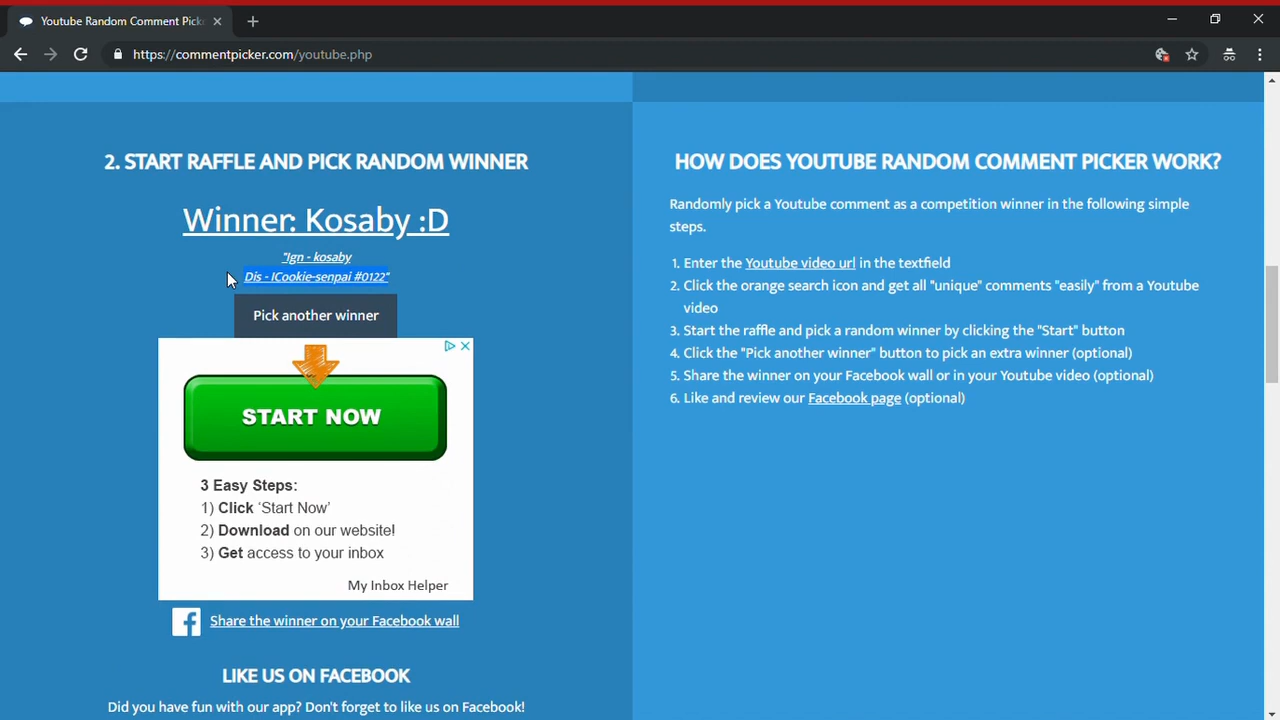 Youtube Random Comment Pick
https://commentpicker.com/youtube.php
2. START RAFFLE AND PICK RANDOM WINNER
Winner: Kosaby :D
"Ign - kosaby
Dis - ICookie-senpai #0122"
Pick another winner
START NOW
3 Easy Steps:
1) Click ‘Start Now’
2) Download on our website!
3) Get access to your inbox
My Inbox Helper
Share the winner on your Facebook wall
LIKE US ON FACEBOOK
Did you have fun with our app? Don't forget to like us on Facebook!
HOW DOES YOUTUBE RANDOM COMMENT PICKER WORK?
Randomly pick a Youtube comment as a competition winner in the following simple
steps.
1. Enter the Youtube video url in the textfield
2. Click the orange search icon and get all "unique" comments "easily" from a Youtube
video
3. Start the raffle and pick a random winner by clicking the "Start" button
4. Click the "Pick another winner" button to pick an extra winner (optional)
5. Share the winner on your Facebook wall or in your Youtube video (optional)
6. Like and review our Facebook page (optional)